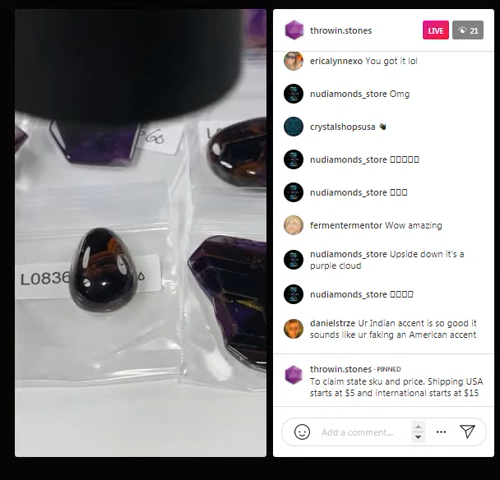 throwin.stones LIVE 21
ericalynnexo You got it lol
nudiamonds_store Omg
crystalshopsusa
nudiamonds_store
nudiamonds_store
fermentermentor Wow amazing
nudiamonds_store Upside down it's a
purple cloud
nudiamonds_store
danielstrze Ur Indian accent is so good it
sounds like ur faking an American accent
throwin.stones · PINNED
To claim state sku and price. Shipping USA
starts at $5 and international starts at $15
Add a comment...
L0836